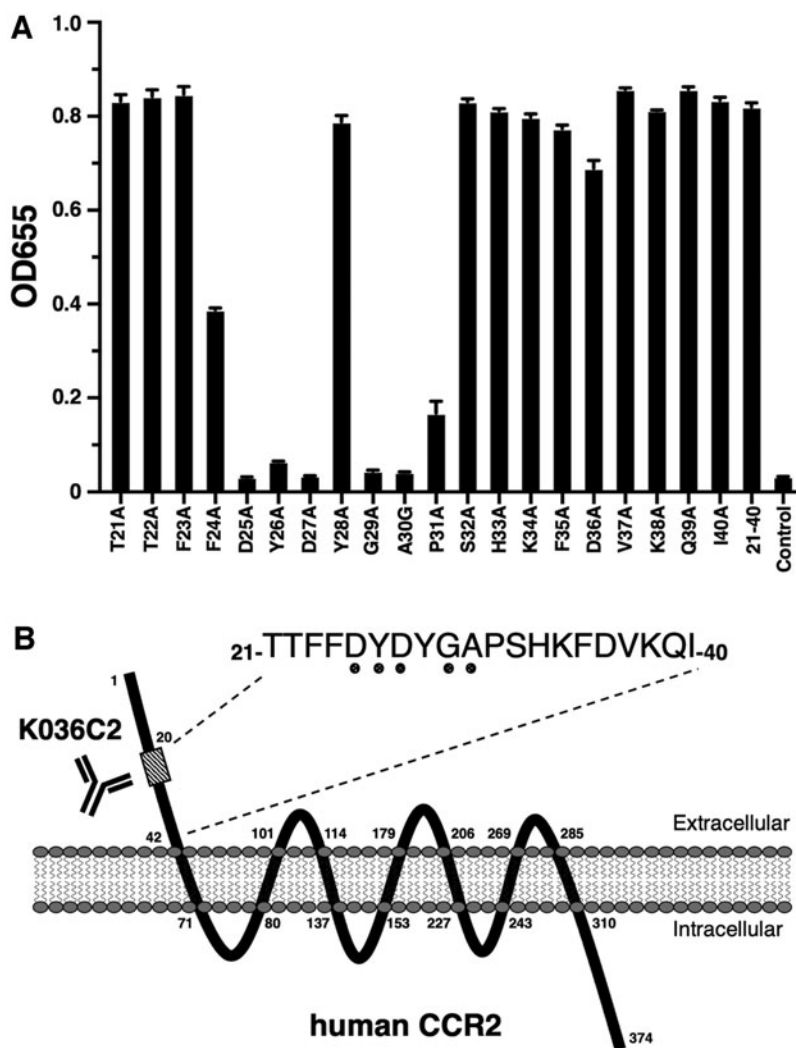 A
1.0
0.8
0.6
0.4
0.2
0
OD655
T21A
T22A
F23A
F24A
D25A
Y26A
D27A
Y28A
G29A
A30G
P31A
S32A
H33A
K34A
F35A
D36A
V37A
K38A
Q39A
I40A
21-40
Control
B
21-TTFFDYDYGAPSHKFDVKQI-40
1
K036C2
20
42 101 114 179 206 269 285 Extracellular
71 80 137 153 227 243 310 Intracellular
human CCR2
374